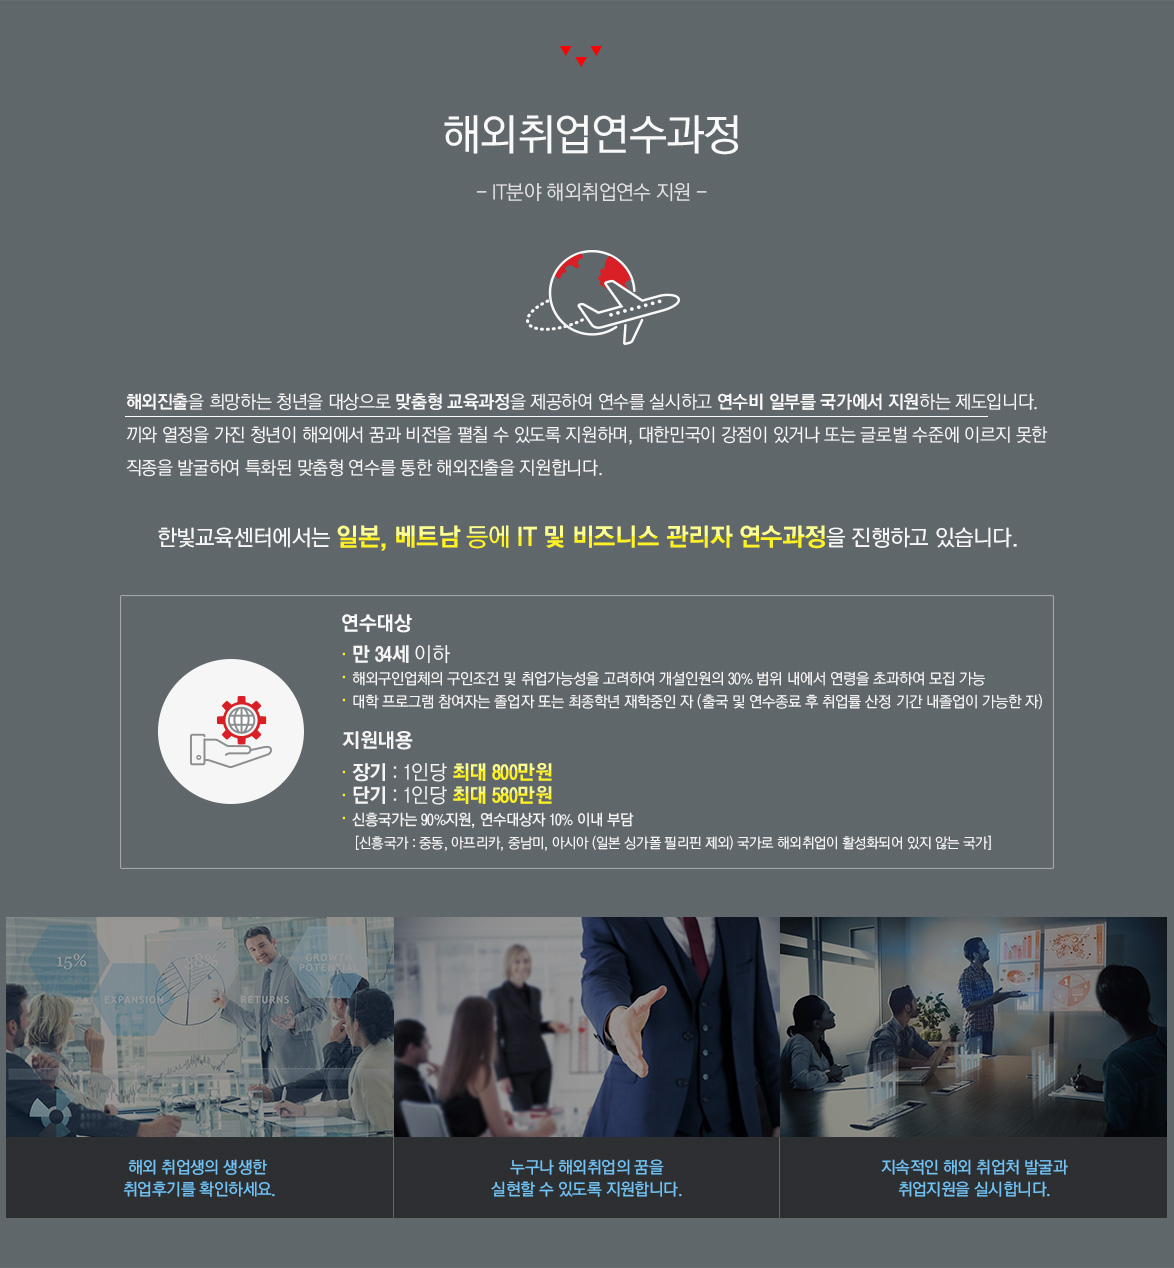 해외취업연수과정
- IT분야 해외취업연수 지원 -
해외진출을 희망하는 청년을 대상으로 맞춤형 교육과정을 제공하여 연수를 실시하고 연수비 일부를 국가에서 지원하는 제도입니다.
끼와 열정을 가진 청년이 해외에서 꿈과 비전을 펼칠 수 있도록 지원하며, 대한민국이 강점이 있거나 또는 글로벌 수준에 이르지 못한
직종을 발굴하여 특화된 맞춤형 연수를 통한 해외진출을 지원합니다.
한빛교육센터에서는 일본, 베트남 등에 IT 및 비즈니스 관리자 연수과정을 진행하고 있습니다.
연수대상
· 만 34세 이하
· 해외구인업체의 구인조건 및 취업가능성을 고려하여 개설인원의 30% 범위 내에서 연령을 초과하여 모집 가능
· 대학 프로그램 참여자는 졸업자 또는 최종학년 재학중인 자 (출국 및 연수종료 후 취업률 산정 기간 내졸업이 가능한 자)
지원내용
· 장기 : 1인당 최대 800만원
· 단기 : 1인당 최대 580만원
· 신흥국가는 90%지원, 연수대상자 10% 이내 부담
[신흥국가 : 중동, 아프리카, 중남미, 아시아 (일본 싱가폴 필리핀 제외) 국가로 해외취업이 활성화되어 있지 않는 국가]
15%
38%
GROWTH
POTENTIAL
EXPANSION
RETURNS
해외 취업생의 생생한
취업후기를 확인하세요.
누구나 해외취업의 꿈을
실현할 수 있도록 지원합니다.
지속적인 해외 취업처 발굴과
취업지원을 실시합니다.